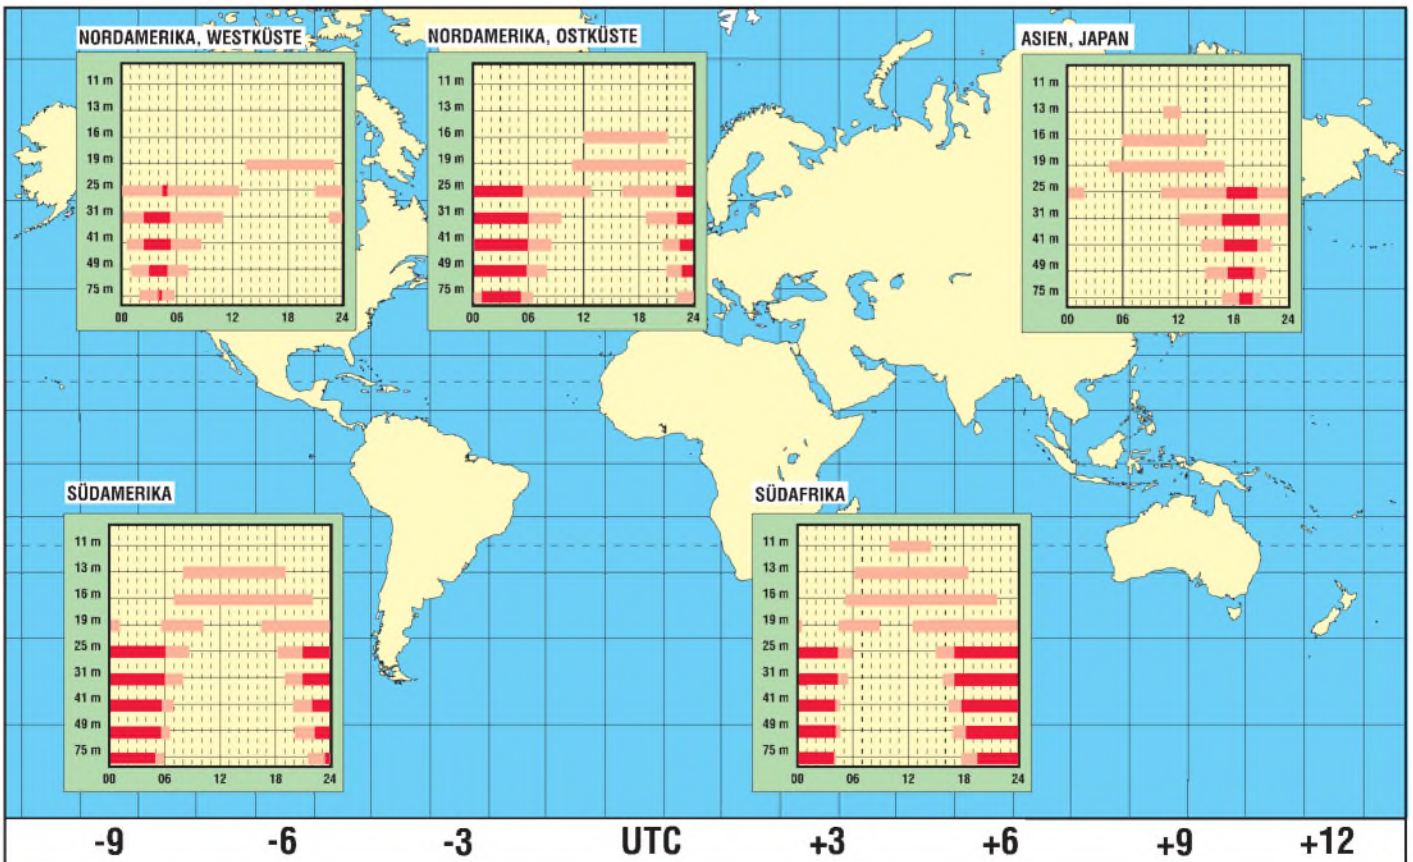 NORDAMERIKA, WESTKÜSTE
11 m
13 m
16 m
19 m
25 m
31 m
41 m
49 m
75 m
00 06 12 18 24
NORDAMERIKA, OSTKÜSTE
11 m
13 m
16 m
19 m
25 m
31 m
41 m
49 m
75 m
00 06 12 18 24
ASIEN, JAPAN
11 m
13 m
16 m
19 m
25 m
31 m
41 m
49 m
75 m
00 06 12 18 24
SÜDAMERIKA
11 m
13 m
16 m
19 m
25 m
31 m
41 m
49 m
75 m
00 06 12 18 24
SÜDAFRIKA
11 m
13 m
16 m
19 m
25 m
31 m
41 m
49 m
75 m
00 06 12 18 24
-9 -6 -3 UTC +3 +6 +9 +12